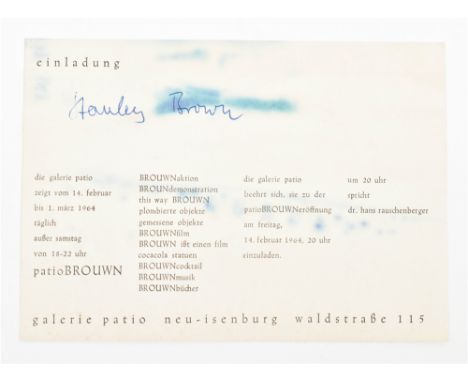 einladung
Stanley Brown
die galerie patio
zeigt vom 14. februar
bis 1. märz 1964
täglich
außer samstag
von 18-22 uhr
patioBROUWN
BROUWNaktion
BROUNdemonstration
this way BROUWN
plombierte objekte
gemessene objekte
BROUWNfilm
BROUWN ißt einen film
cocacola statuen
BROUWNcocktail
BROUWNmusik
BROUWNbücher
die galerie patio
beehrt sich, sie zu der
patioBROUWNeröffnung
am freitag,
14. februar 1964, 20 uhr
einzuladen.
um 20 uhr
spricht
dr. hans rauschenberger
galerie patio neu-isenburg waldstraße 115